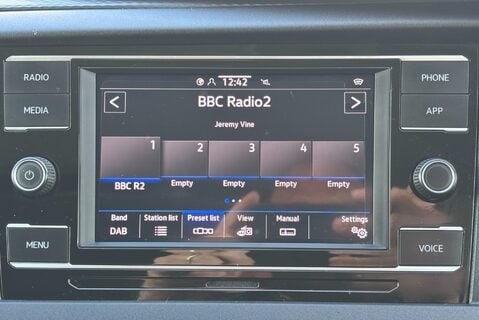 RADIO
MEDIA
MENU
12:42
BBC Radio2
Jeremy Vine
1 2 3 4 5
BBC R2 Empty Empty Empty Empty
Band Station list Preset list View Manual Settings
DAB
PHONE
APP
VOICE